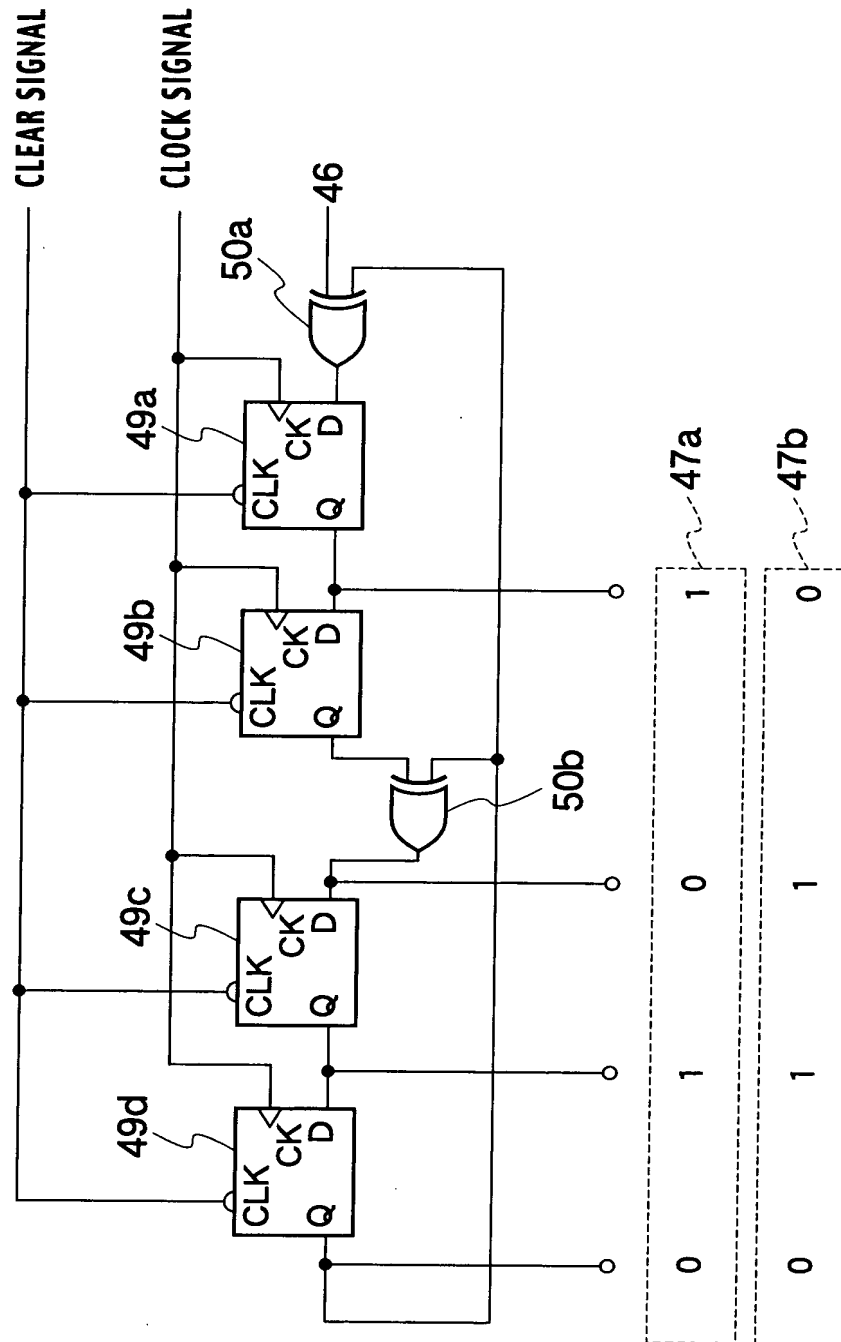 CLEAR SIGNAL
CLOCK SIGNAL
46
50a
49a
CLK
CK
D
Q
49b
CLK
CK
D
Q
50b
49c
CLK
CK
D
Q
49d
CLK
CK
D
Q
0 1 0 1 47a
0 1 1 0 47b